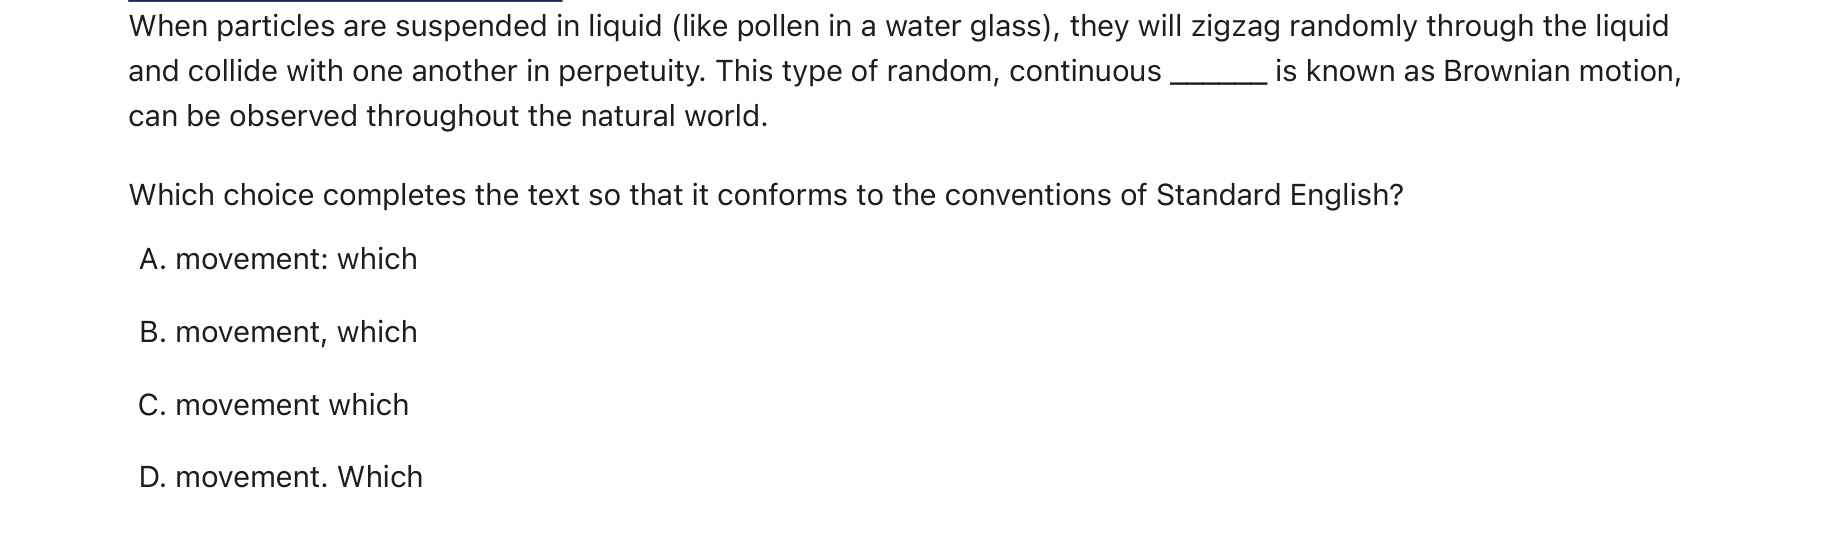 When particles are suspended in liquid (like pollen in a water glass), they will zigzag randomly through the liquid
and collide with one another in perpetuity. This type of random, continuous ______ is known as Brownian motion,
can be observed throughout the natural world.
Which choice completes the text so that it conforms to the conventions of Standard English?
A. movement: which
B. movement, which
C. movement which
D. movement. Which